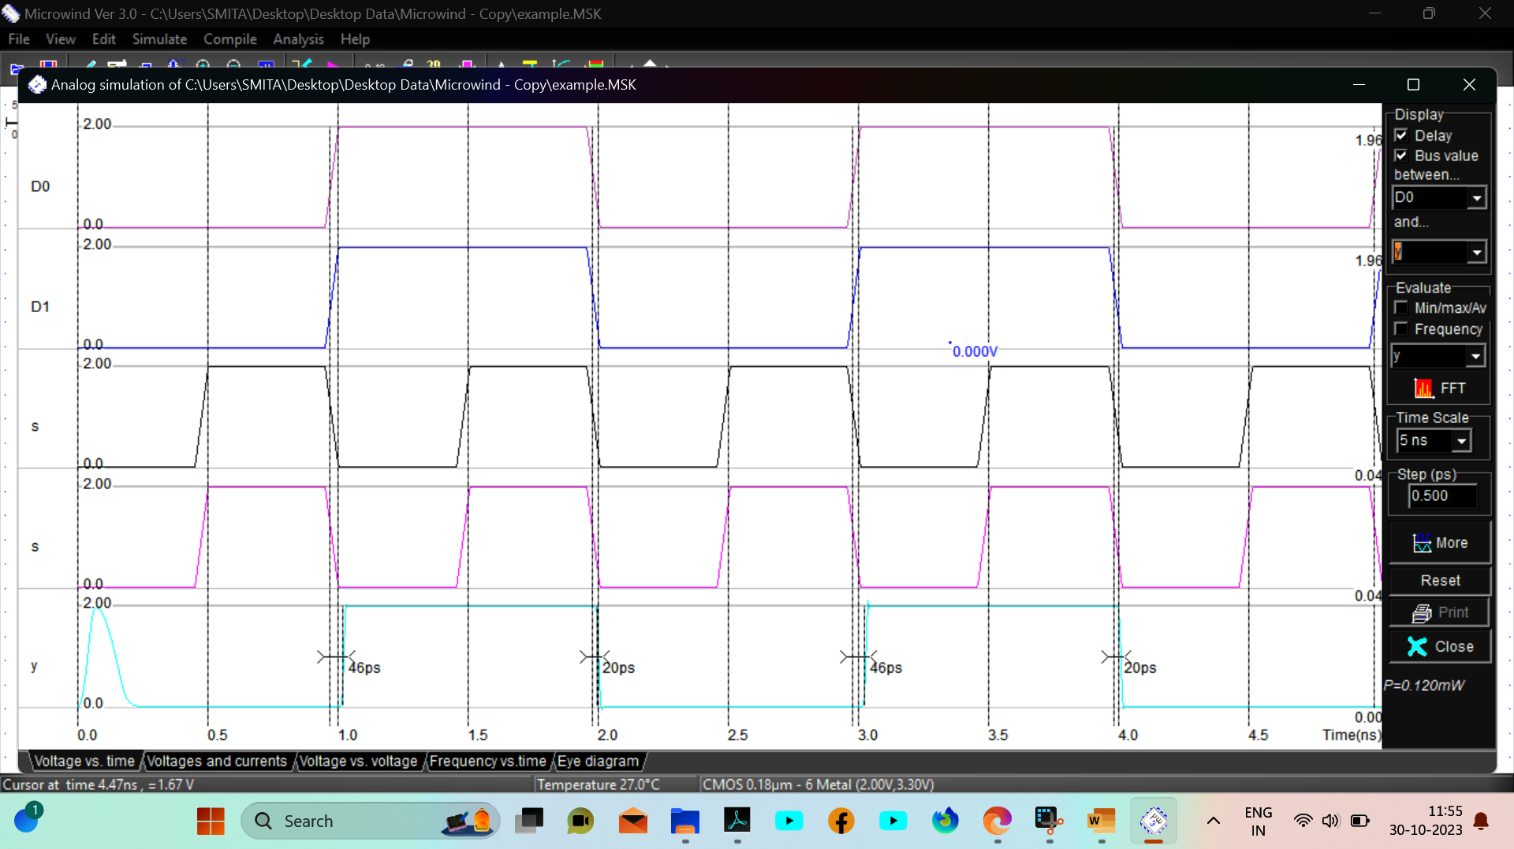 Microwind Ver 3.0 - C:\Users\SMITA\Desktop\Desktop Data\Microwind - Copy\example.MSK
File View Edit Simulate Compile Analysis Help
Analog simulation of C:\Users\SMITA\Desktop\Desktop Data\Microwind - Copy\example.MSK
2.00
1.96
D0
0.0
2.00
1.96
D1
0.0
0.000V
2.00
s
0.0
0.04
2.00
s
0.0
0.04
2.00
y
46ps 20ps 46ps 20ps
0.0
0.00
0.0 0.5 1.0 1.5 2.0 2.5 3.0 3.5 4.0 4.5 Time(ns)
Display
Delay
Bus value
between...
D0
and...
y
Evaluate
Min/max/Av
Frequency
y
FFT
Time Scale
5 ns
Step (ps)
0.500
More
Reset
Print
Close
P=0.120mW
Voltage vs. time Voltages and currents Voltage vs. voltage Frequency vs.time Eye diagram
Cursor at time 4.47ns , =1.67 V Temperature 27.0°C CMOS 0.18µm - 6 Metal (2.00V,3.30V)
1
Search
ENG
IN
11:55
30-10-2023